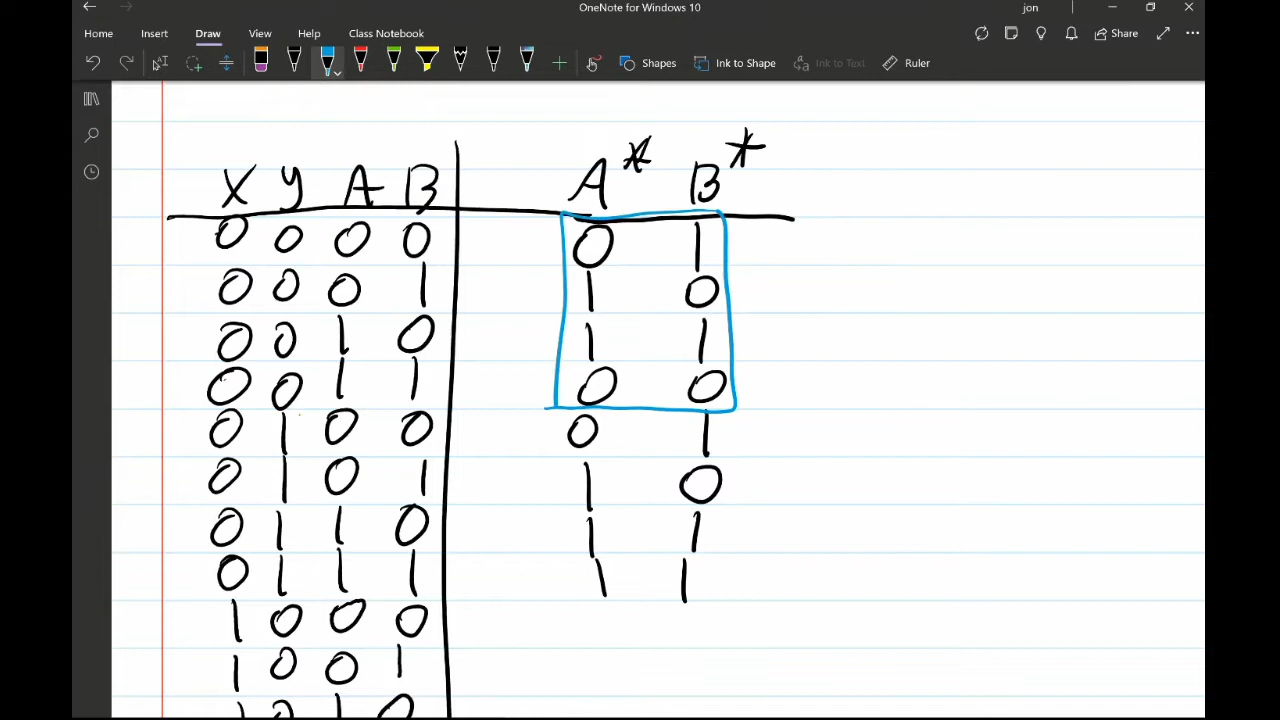 OneNote for Windows 10
jon
Home Insert Draw View Help Class Notebook
Share
Shapes Ink to Shape Ink to Text Ruler
X Y A B A* B*
0 0 0 0 0 1
0 0 0 1 1 0
0 0 1 0 1 1
0 0 1 1 0 0
0 1 0 0 0 1
0 1 0 1 1 0
0 1 1 0 1 1
0 1 1 1 1 1
1 0 0 0
1 0 0 1
1 0 1 0